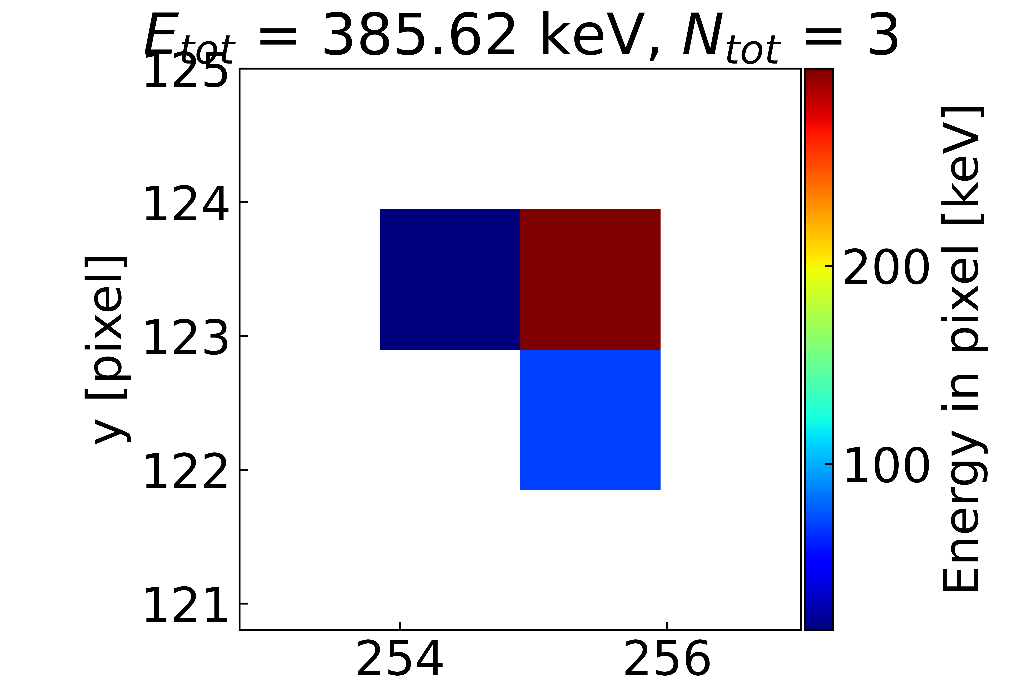 E_tot = 385.62 keV, N_tot = 3
125
124
123
122
121
y [pixel]
254 256
200
100
Energy in pixel [keV]